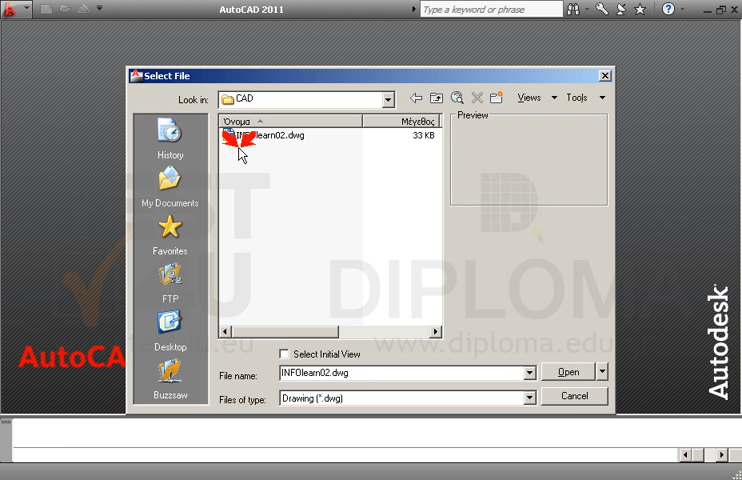 AutoCAD 2011
Type a keyword or phrase
Select File
Look in:
CAD
Views
Tools
Όνομα
Μέγεθος
Preview
INFOlearn02.dwg
33 KB
History
My Documents
Favorites
FTP
Desktop
Buzzsaw
DIPLOMA
www.diploma.edu
Select Initial View
File name:
INFOlearn02.dwg
Open
Files of type:
Drawing (*.dwg)
Cancel
AutoCA
Autodesk